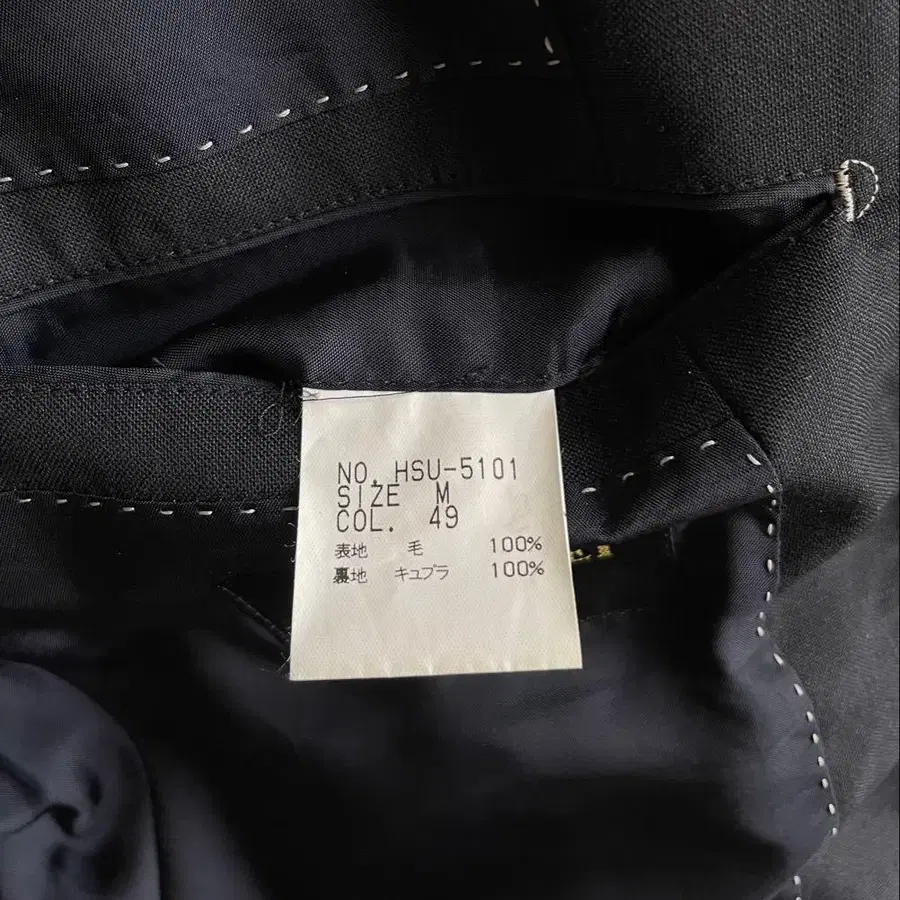 NO. HSU-5101
SIZE M
COL. 49
表地 毛 100%
裏地 キュプラ 100%